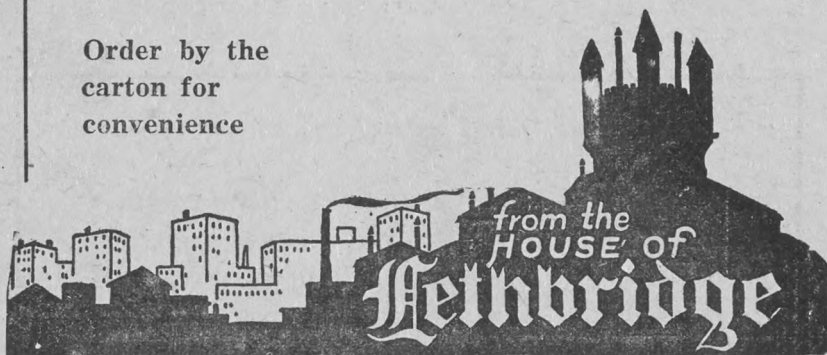 Order by the
carton for
convenience
from the
HOUSE of
Lethbridge